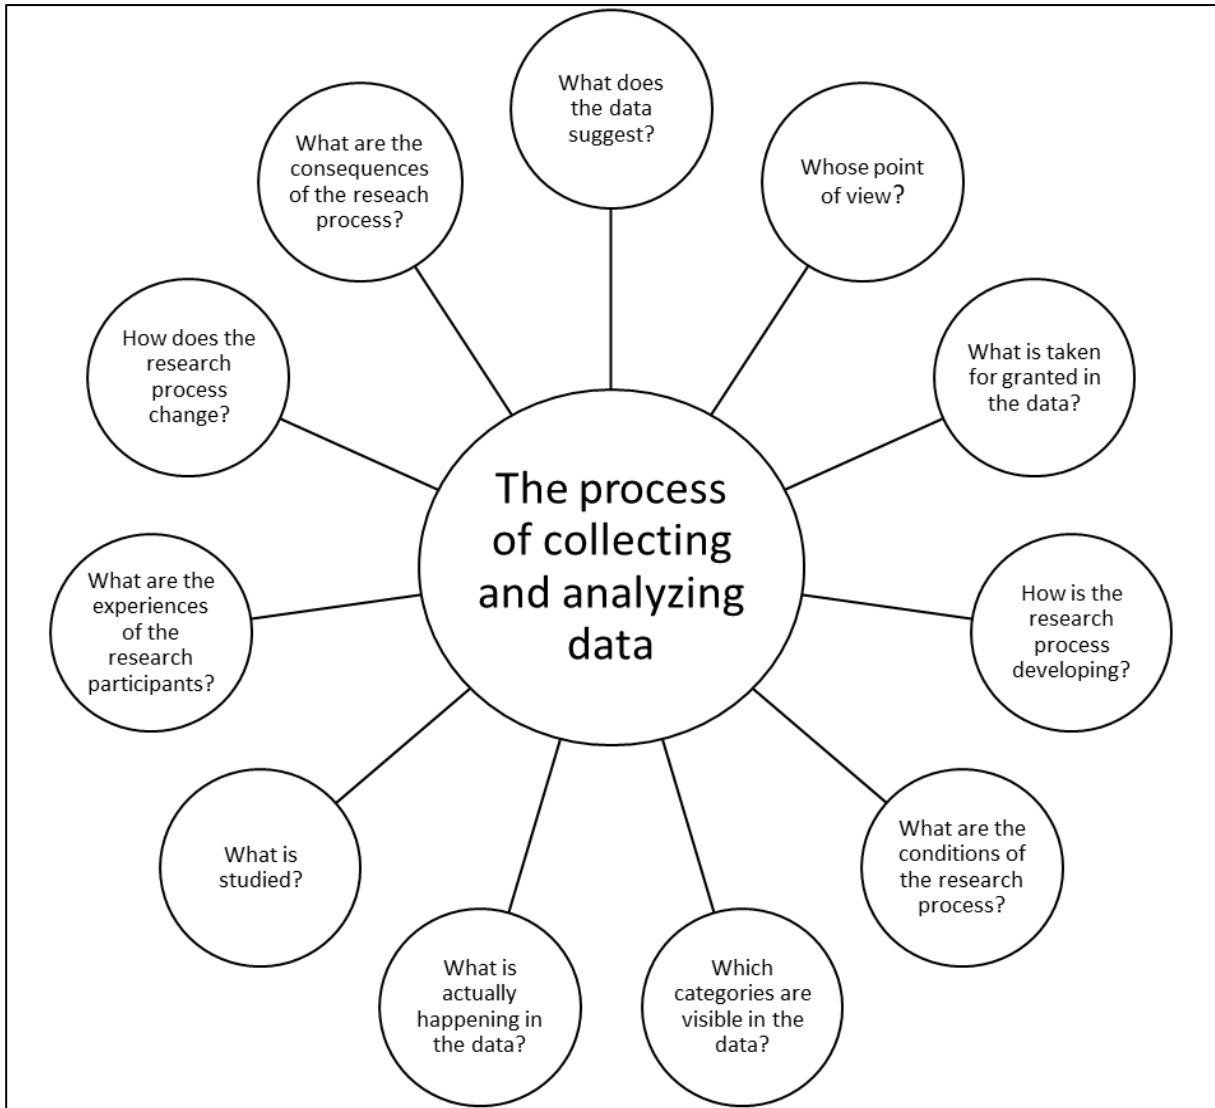 What does
the data
suggest?
Whose point
of view?
What is taken
for granted in
the data?
How is the
research
process
developing?
What are the
conditions of
the research
process?
Which
categories are
visible in the
data?
What is
actually
happening in
the data?
What is
studied?
What are the
experiences
of the
research
participants?
How does the
research
process
change?
What are the
consequences
of the reseach
process?
The process
of collecting
and analyzing
data